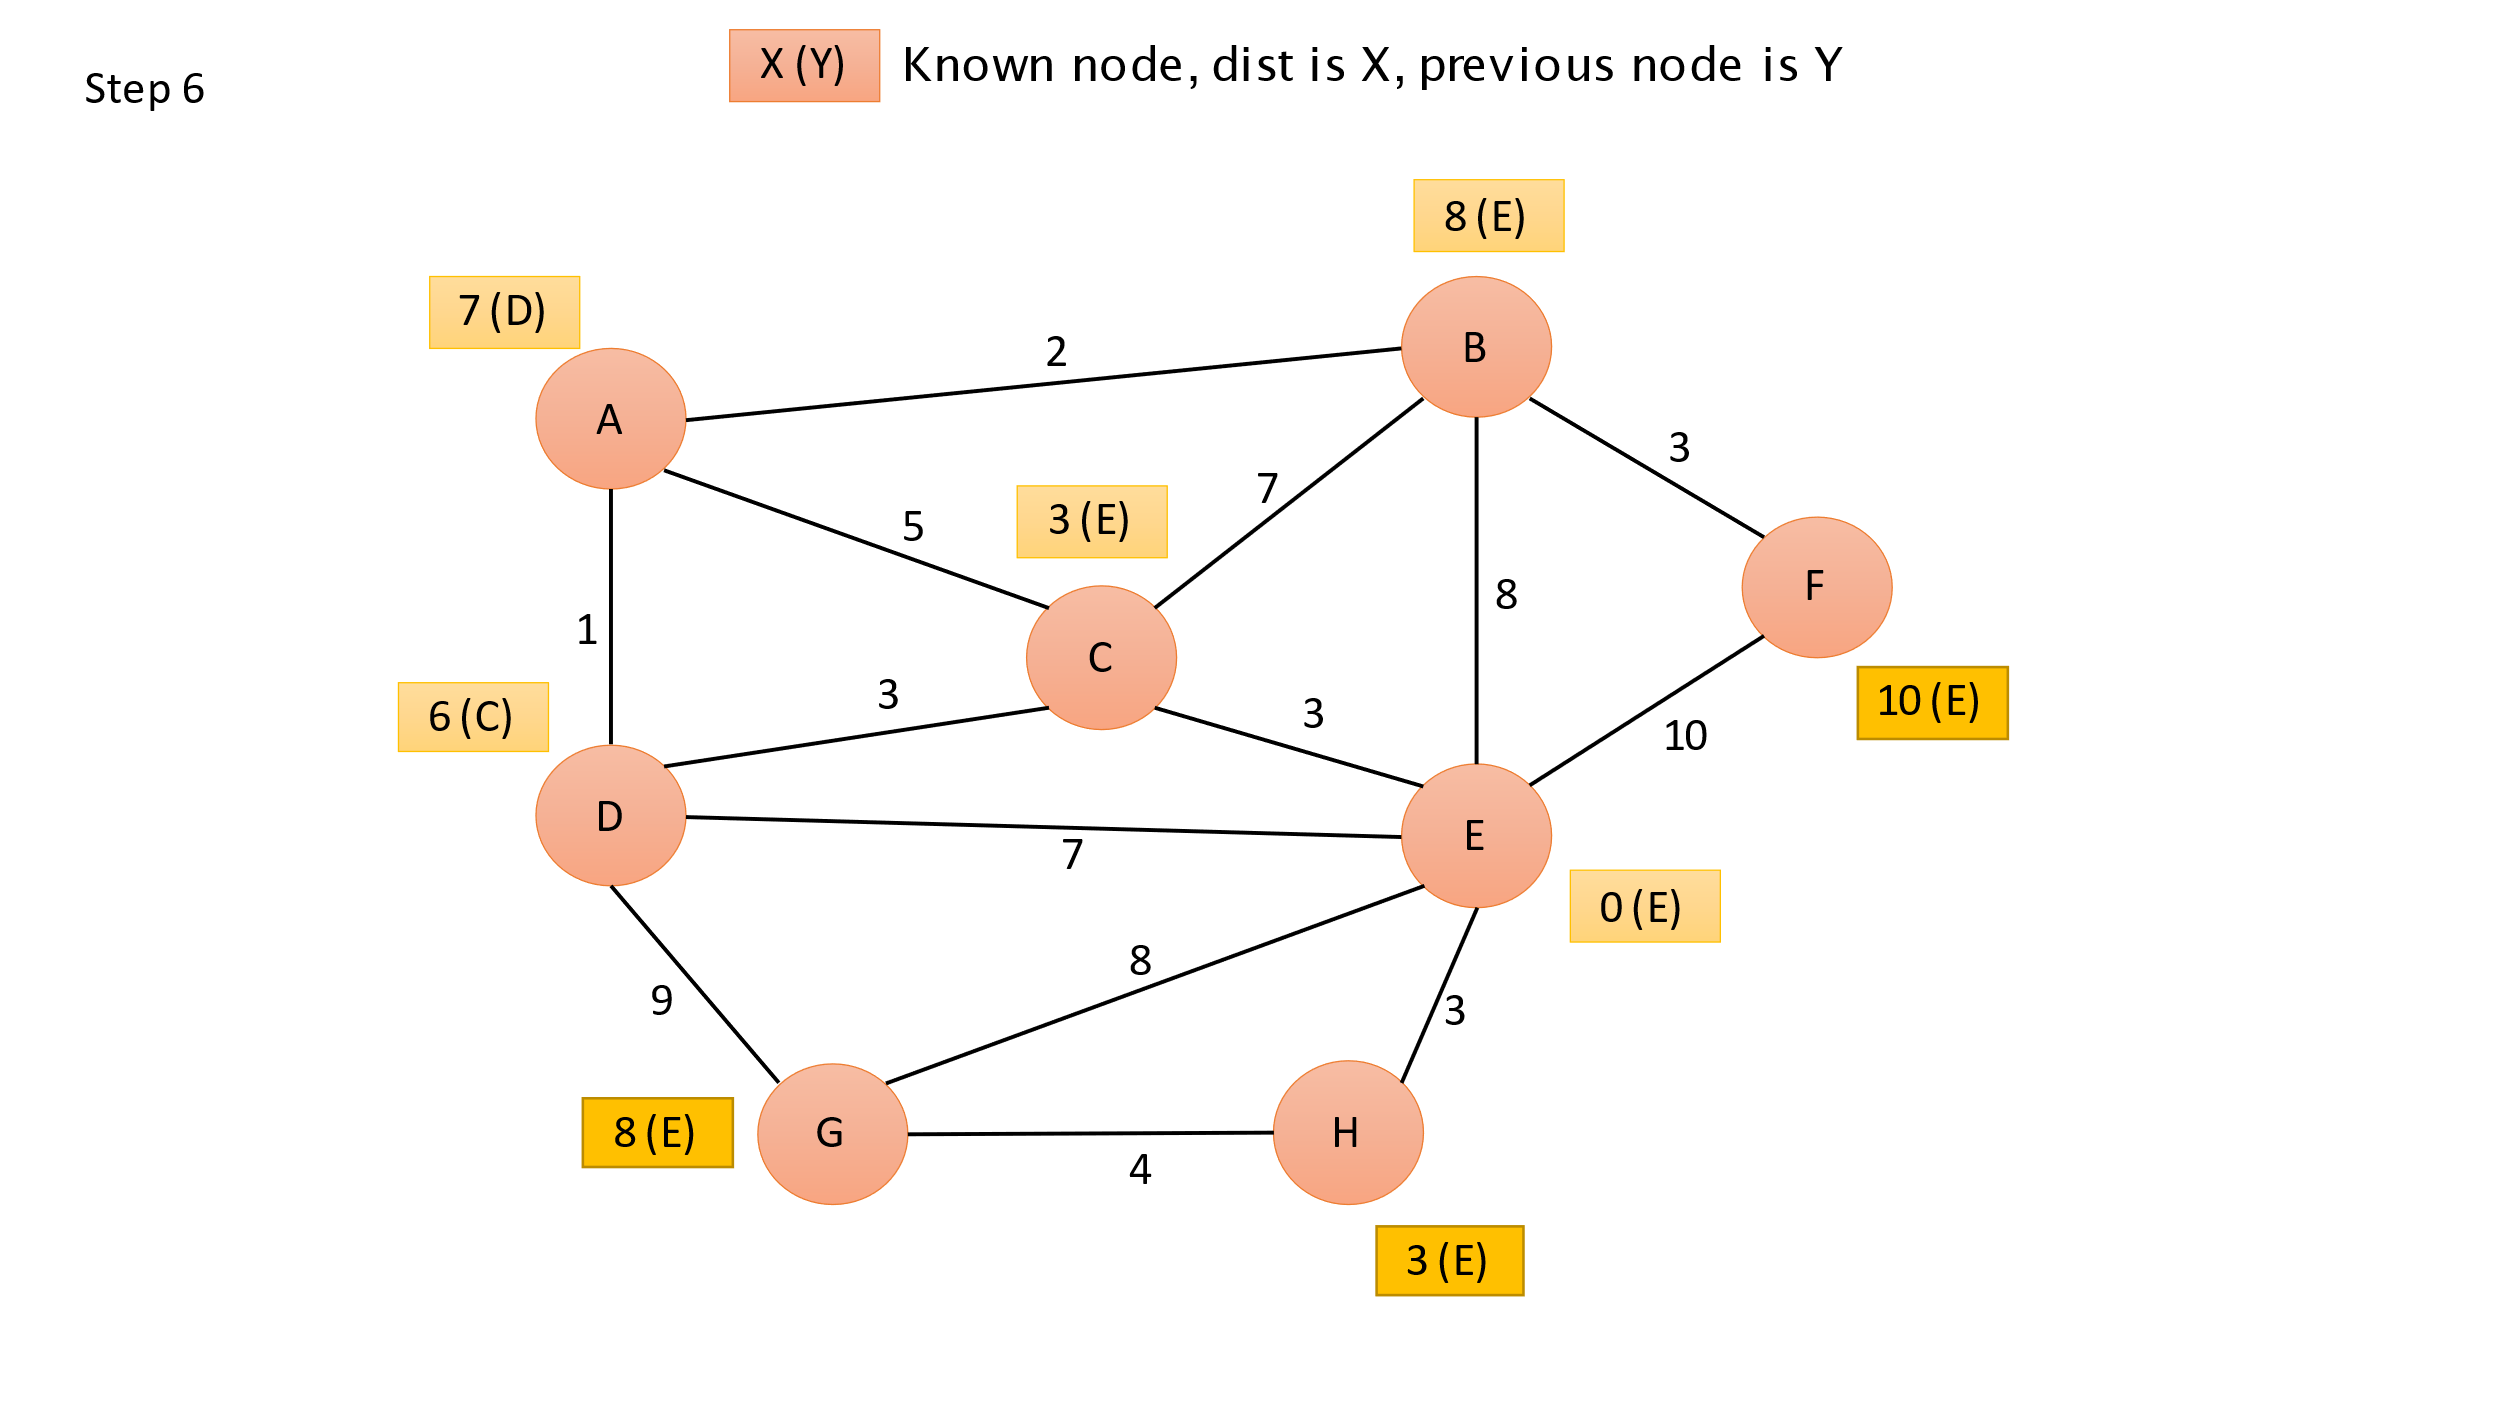 X (Y) Known node, dist is X, previous node is Y
Step 6
8 (E)
7 (D)
B
2
A
3
7
3 (E)
5
8
F
1
C
3
6 (C)
3
10 (E)
10
D
E
7
0 (E)
8
9
3
8 (E)
G
H
4
3 (E)